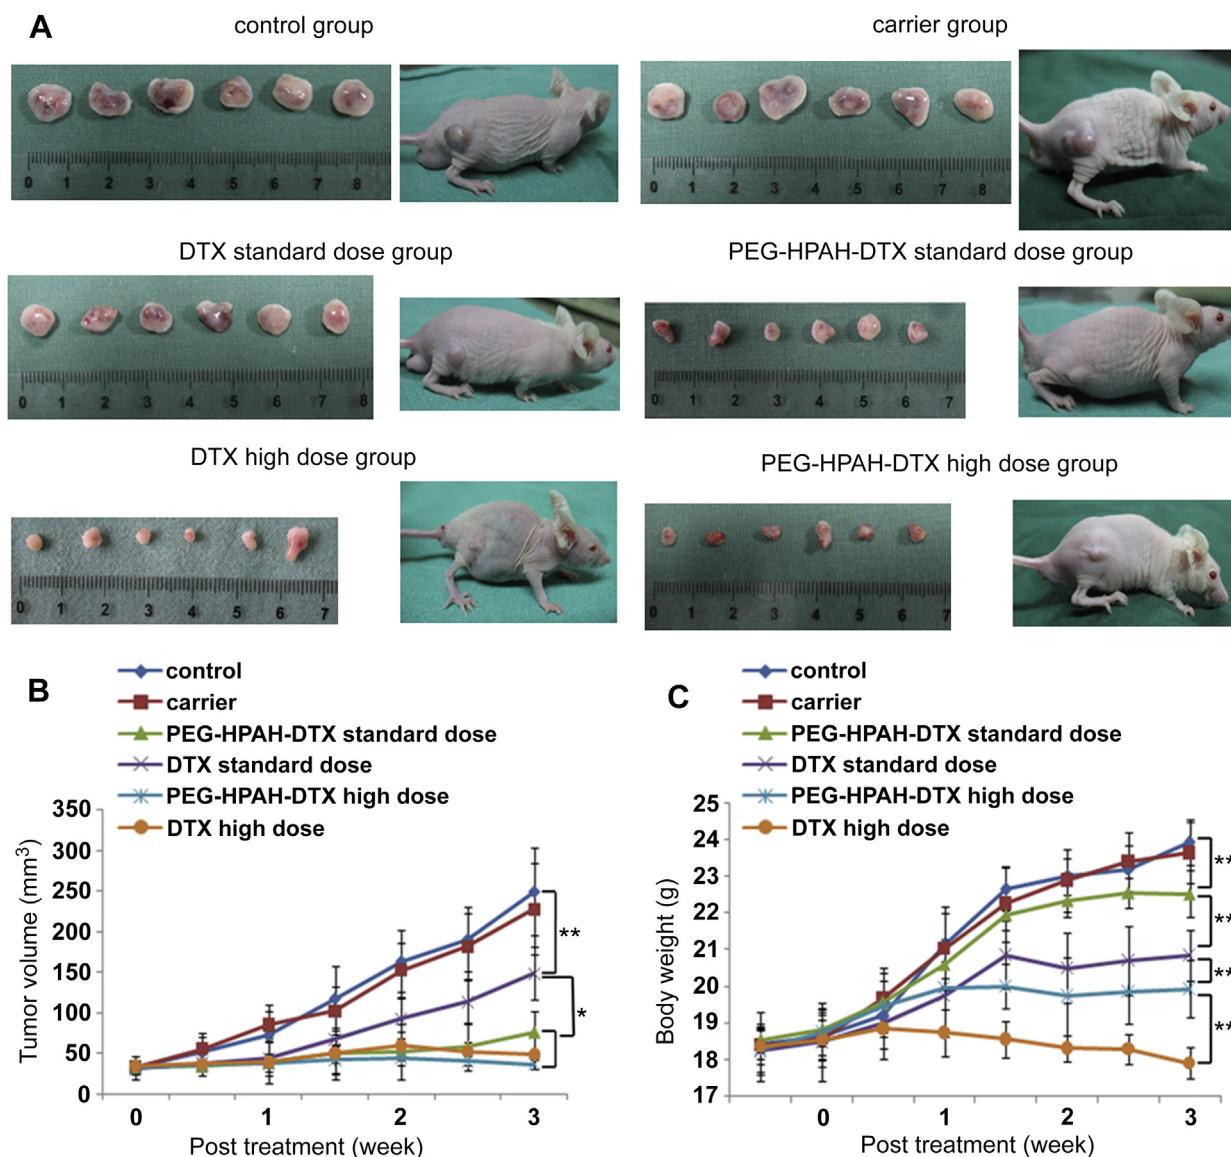 A
control group
carrier group
0 1 2 3 4 5 6 7 8
0 1 2 3 4 5 6 7 8
DTX standard dose group
PEG-HPAH-DTX standard dose group
0 1 2 3 4 5 6 7 8
0 1 2 3 4 5 6 7
DTX high dose group
PEG-HPAH-DTX high dose group
0 1 2 3 4 5 6 7
0 1 2 3 4 5 6 7
B
control
carrier
PEG-HPAH-DTX standard dose
DTX standard dose
PEG-HPAH-DTX high dose
DTX high dose
350
300
250
200
150
100
50
0
Tumor volume (mm³)
**
*
0 1 2 3
Post treatment (week)
C
control
carrier
PEG-HPAH-DTX standard dose
DTX standard dose
PEG-HPAH-DTX high dose
DTX high dose
25
24
23
22
21
20
19
18
17
Body weight (g)
**
**
**
**
0 1 2 3
Post treatment (week)